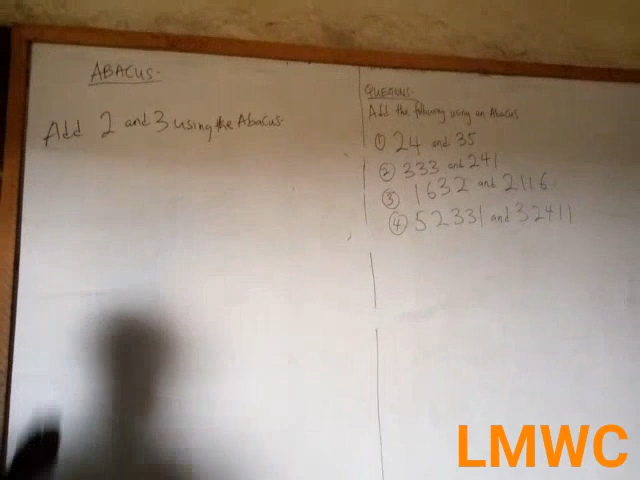 ABACUS.
Add 2 and 3 using the Abacus.
QUESTIONS.
Add the following using an Abacus
① 24 and 35
② 333 and 241
③ 1632 and 2116
④ 52331 and 32411
LMWC